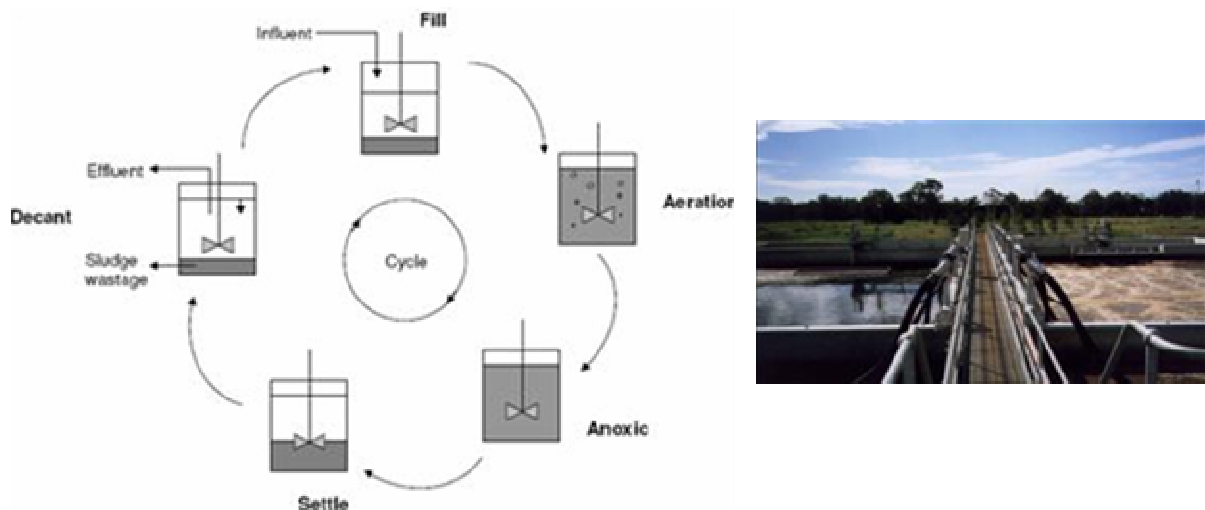 Fill
Influent
Aeration
Effluent
Decant
Cycle
Sludge
wastage
Anoxic
Settle